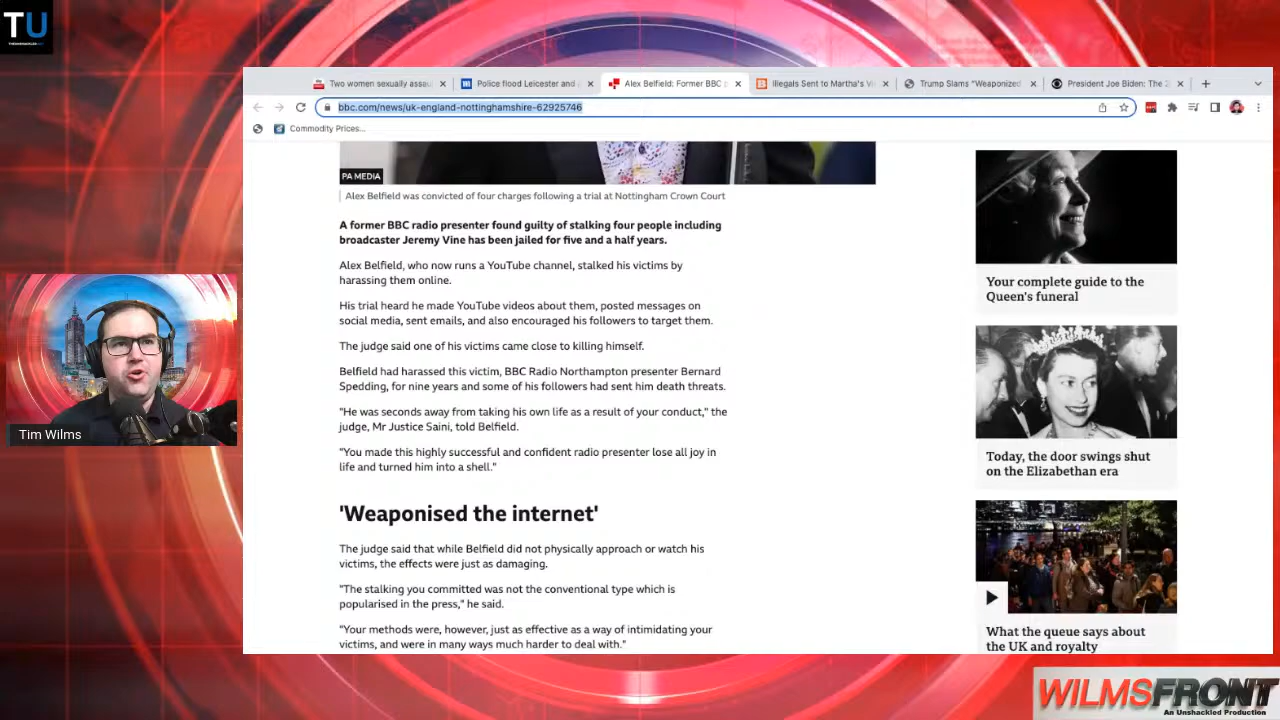 TU
Two women sexually assau
Police flood Leicester and
Alex Belfield: Former BBC
Illegals Sent to Martha's Vi
Trump Slams "Weaponized
President Joe Biden: The 2
bbc.com/news/uk-england-nottinghamshire-62925746
Commodity Prices...
PA MEDIA
Alex Belfield was convicted of four charges following a trial at Nottingham Crown Court
A former BBC radio presenter found guilty of stalking four people including
broadcaster Jeremy Vine has been jailed for five and a half years.
Alex Belfield, who now runs a YouTube channel, stalked his victims by
harassing them online.
His trial heard he made YouTube videos about them, posted messages on
social media, sent emails, and also encouraged his followers to target them.
The judge said one of his victims came close to killing himself.
Belfield had harassed this victim, BBC Radio Northampton presenter Bernard
Spedding, for nine years and some of his followers had sent him death threats.
"He was seconds away from taking his own life as a result of your conduct," the
judge, Mr Justice Saini, told Belfield.
"You made this highly successful and confident radio presenter lose all joy in
life and turned him into a shell."
'Weaponised the internet'
The judge said that while Belfield did not physically approach or watch his
victims, the effects were just as damaging.
"The stalking you committed was not the conventional type which is
popularised in the press," he said.
"Your methods were, however, just as effective as a way of intimidating your
victims, and were in many ways much harder to deal with."
Your complete guide to the
Queen's funeral
Today, the door swings shut
on the Elizabethan era
What the queue says about
the UK and royalty
Tim Wilms
WILMSFRONT
An Unshackled Production